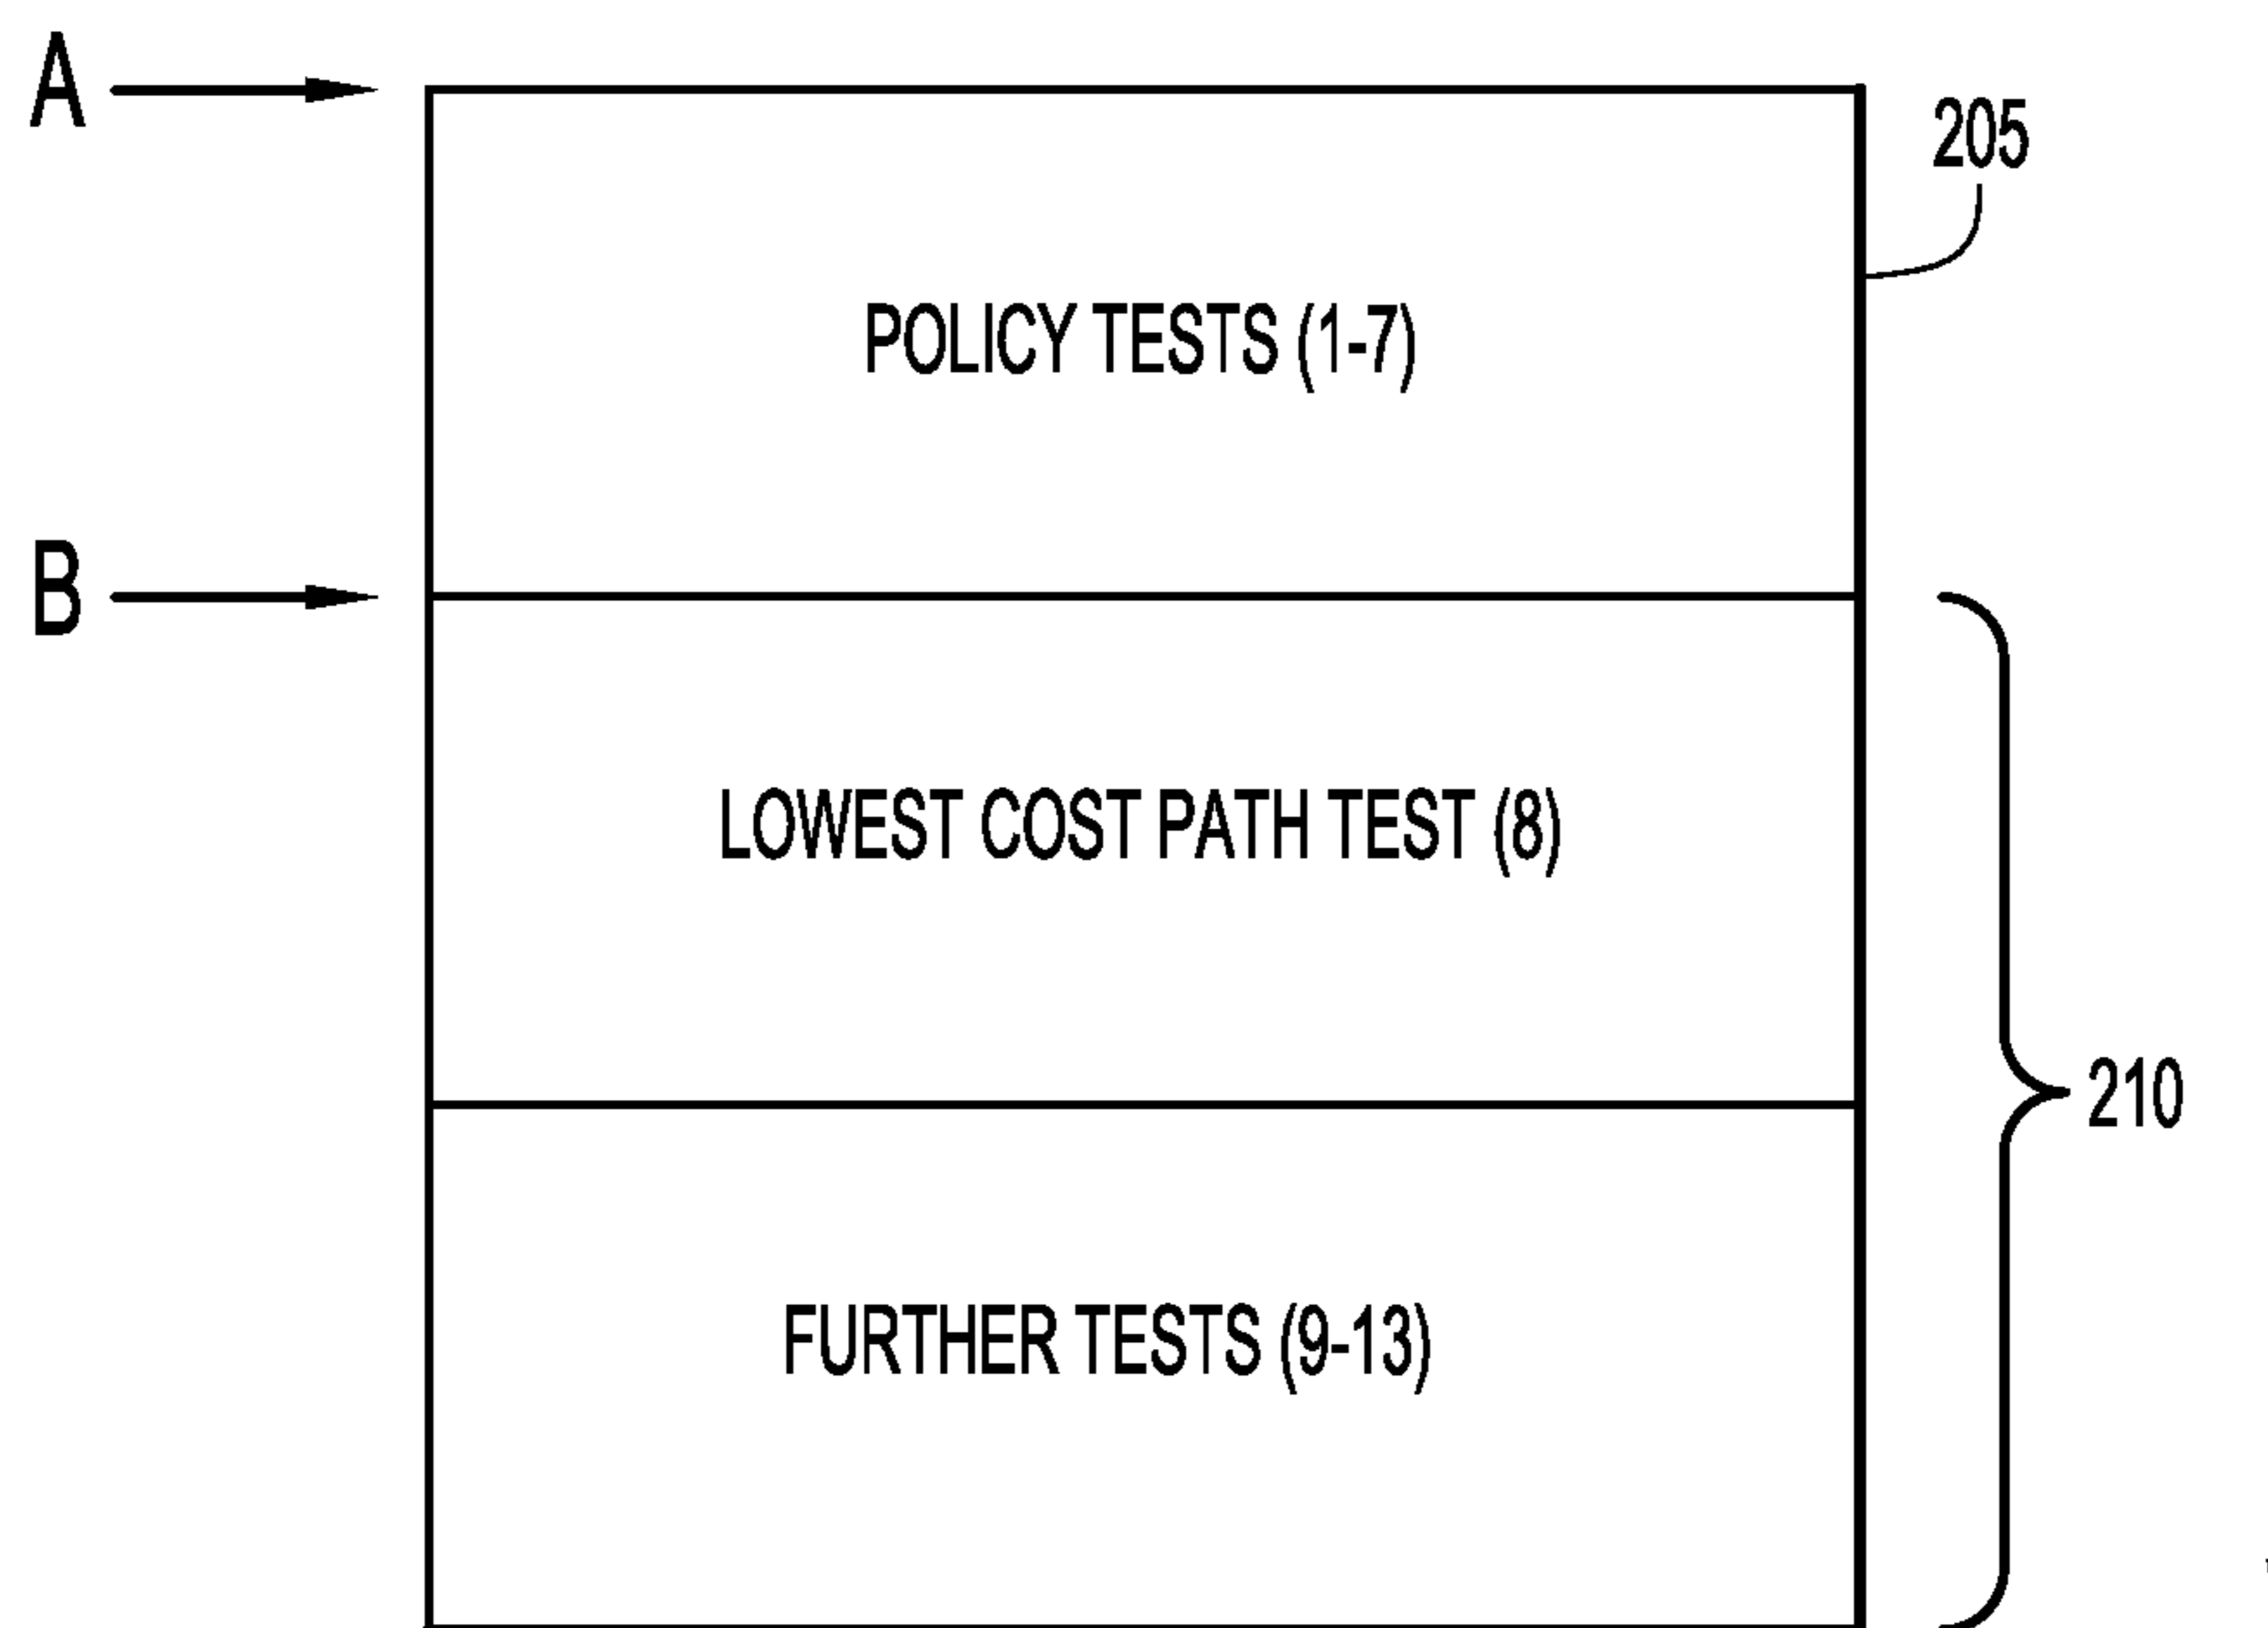 A
205
POLICY TESTS (1-7)
B
LOWEST COST PATH TEST (8)
210
FURTHER TESTS (9-13)